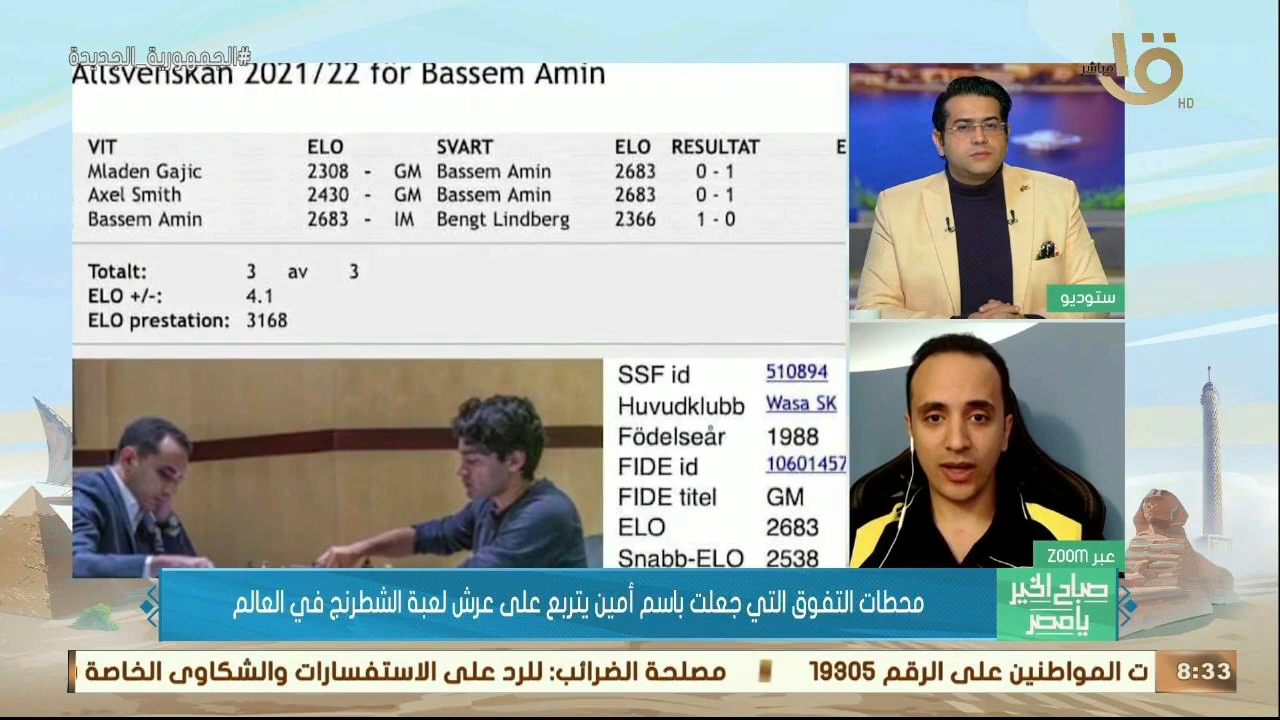 #الجمهورية_الجديدة
مباشر
HD
Allsvenskan 2021/22 för Bassem Amin
VIT ELO SVART ELO RESULTAT E
Mladen Gajic 2308 - GM Bassem Amin 2683 0 - 1
Axel Smith 2430 - GM Bassem Amin 2683 0 - 1
Bassem Amin 2683 - IM Bengt Lindberg 2366 1 - 0
Totalt: 3 av 3
ELO +/-: 4.1
ELO prestation: 3168
SSF id 510894
Huvudklubb Wasa SK
Födelseår 1988
FIDE id 10601457
FIDE titel GM
ELO 2683
Snabb-ELO 2538
ستوديو
عبر ZOOM
صباح الخير
يا مصر
محطات التفوق التي جعلت باسم أمين يتربع على عرش لعبة الشطرنج في العالم
ت المواطنين على الرقم 19805 مصلحة الضرائب: للرد على الاستفسارات والشكاوى الخاصة
8:33